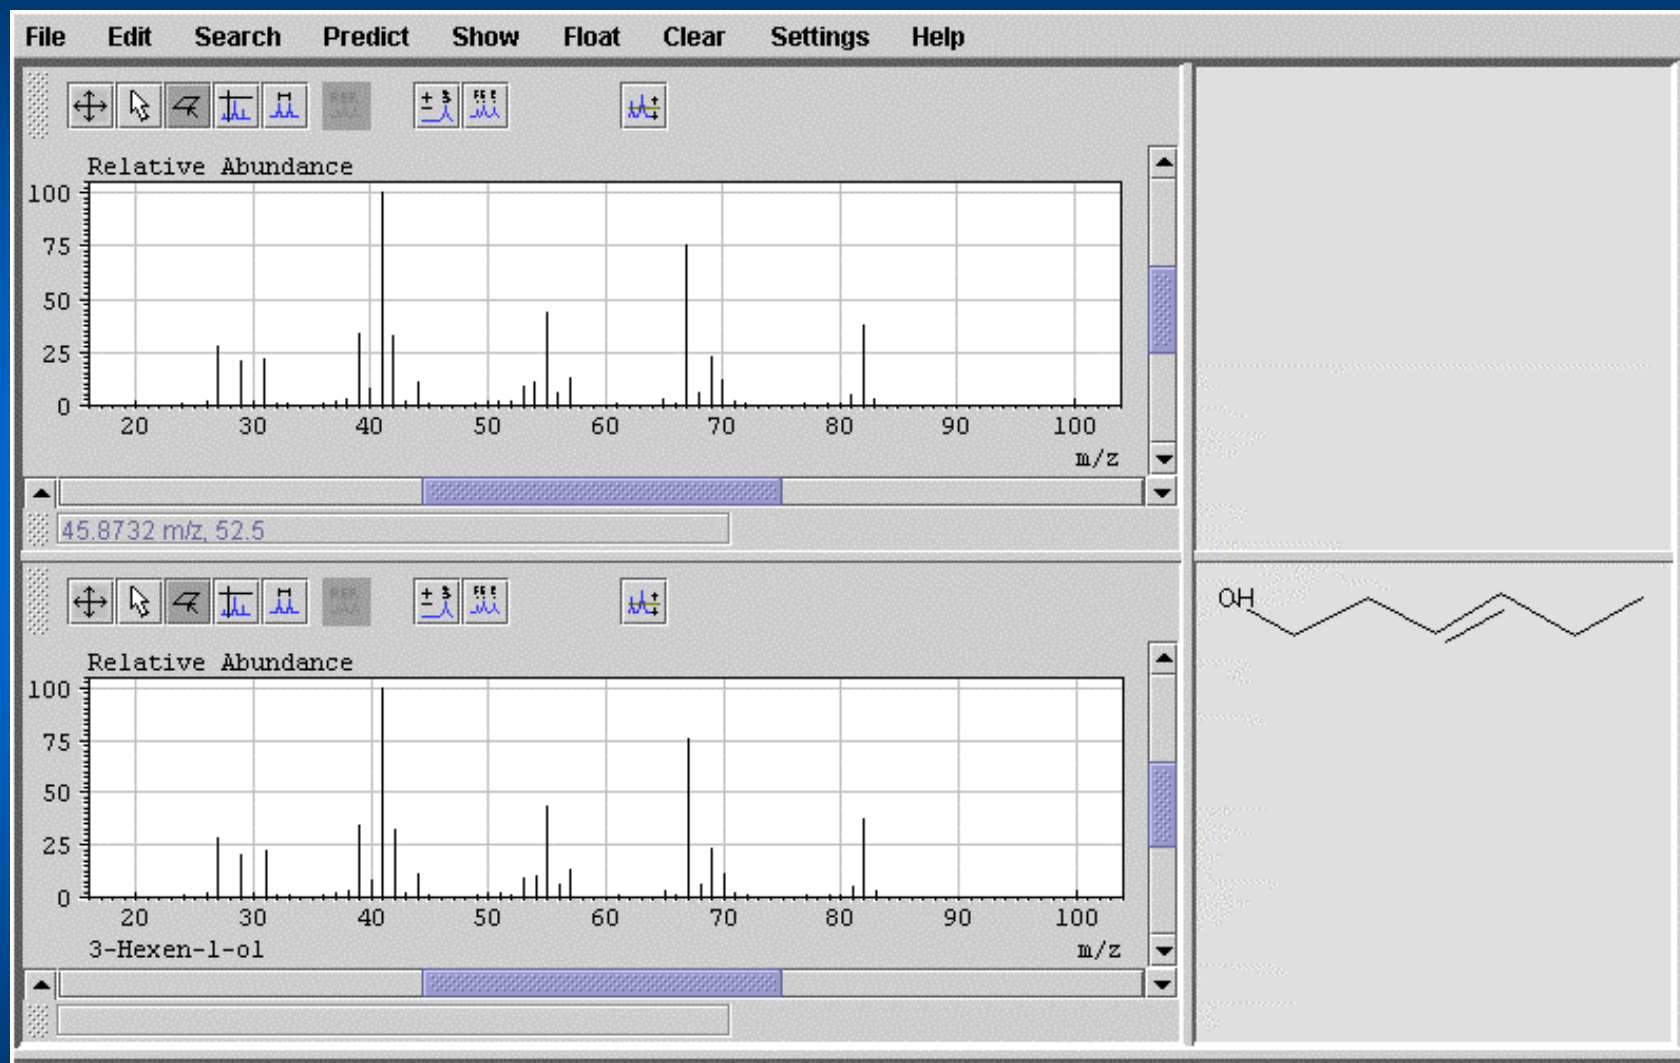 File Edit Search Predict Show Float Clear Settings Help
Relative Abundance
100
75
50
25
0
20 30 40 50 60 70 80 90 100
m/z
45.8732 m/z, 52.5
Relative Abundance
100
75
50
25
0
20 30 40 50 60 70 80 90 100
3-Hexen-1-ol m/z
OH